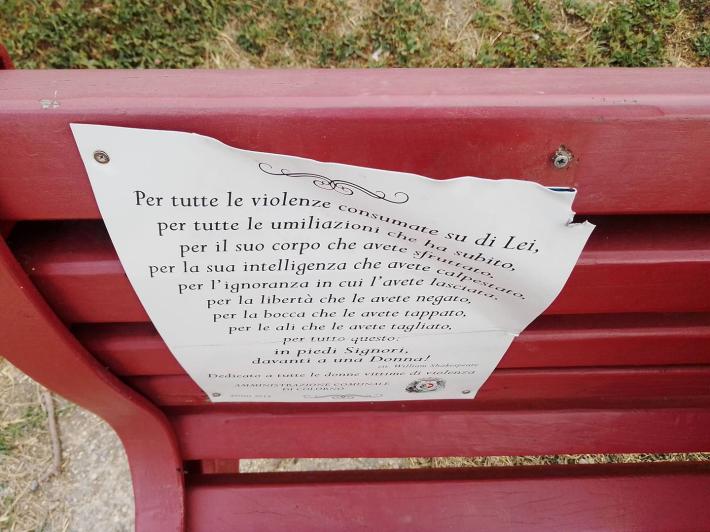 Per tutte le violenze consumate su di Lei,
per tutte le umiliazioni che ha subito,
per il suo corpo che avete sfruttato,
per la sua intelligenza che avete calpestato,
per l'ignoranza in cui l'avete lasciata,
per la libertà che le avete negato,
per la bocca che le avete tappato,
per le ali che le avete tagliato,
per tutto questo:
in piedi Signori,
davanti a una Donna!
cit. William Shakespeare
Dedicato a tutte le donne vittime di violenza
AMMINISTRAZIONE COMUNALE
DI COLORNO